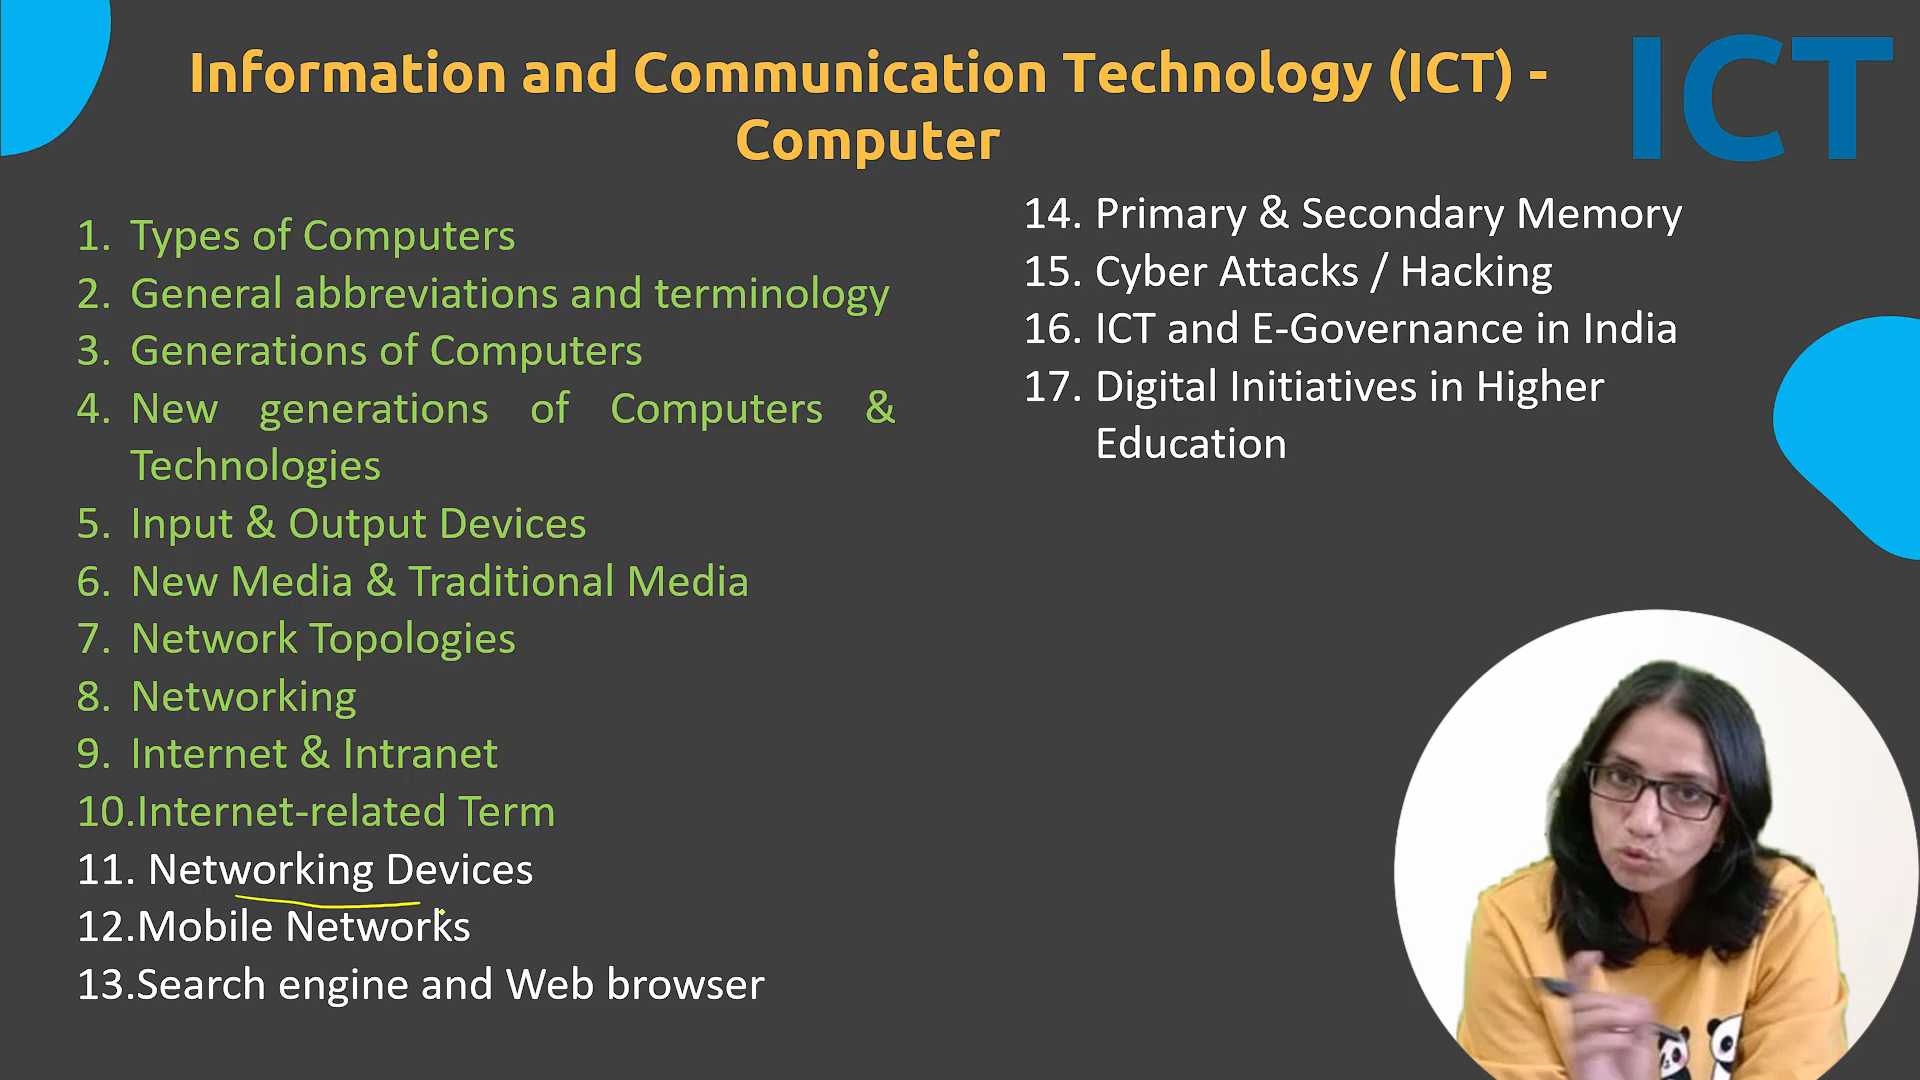 Information and Communication Technology (ICT) -
Computer
ICT
1. Types of Computers
2. General abbreviations and terminology
3. Generations of Computers
4. New generations of Computers &
Technologies
5. Input & Output Devices
6. New Media & Traditional Media
7. Network Topologies
8. Networking
9. Internet & Intranet
10.Internet-related Term
11. Networking Devices
12.Mobile Networks
13.Search engine and Web browser
14. Primary & Secondary Memory
15. Cyber Attacks / Hacking
16. ICT and E-Governance in India
17. Digital Initiatives in Higher
Education